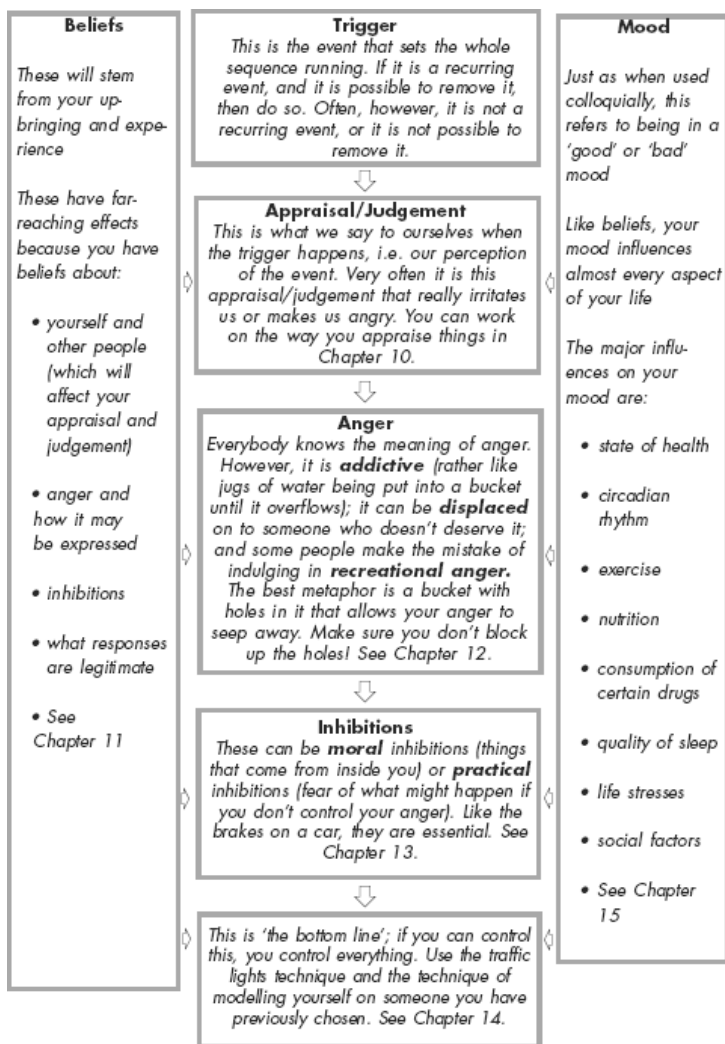 Beliefs
These will stem
from your up-
bringing and expe-
rience
These have far-
reaching effects
because you have
beliefs about:
• yourself and
other people
(which will
affect your
appraisal and
judgement)
• anger and
how it may
be expressed
• inhibitions
• what responses
are legitimate
• See
Chapter 11
Trigger
This is the event that sets the whole
sequence running. If it is a recurring
event, and it is possible to remove it,
then do so. Often, however, it is not a
recurring event, or it is not possible to
remove it.
Appraisal/Judgement
This is what we say to ourselves when
the trigger happens, i.e. our perception
of the event. Very often it is this
appraisal/judgement that really irritates
us or makes us angry. You can work
on the way you appraise things in
Chapter 10.
Anger
Everybody knows the meaning of anger.
However, it is addictive (rather like
jugs of water being put into a bucket
until it overflows); it can be displaced
on to someone who doesn't deserve it;
and some people make the mistake of
indulging in recreational anger.
The best metaphor is a bucket with
holes in it that allows your anger to
seep away. Make sure you don't block
up the holes! See Chapter 12.
Inhibitions
These can be moral inhibitions (things
that come from inside you) or practical
inhibitions (fear of what might happen if
you don't control your anger). Like the
brakes on a car, they are essential. See
Chapter 13.
This is 'the bottom line'; if you can control
this, you control everything. Use the traffic
lights technique and the technique of
modelling yourself on someone you have
previously chosen. See Chapter 14.
Mood
Just as when used
colloquially, this
refers to being in a
'good' or 'bad'
mood
Like beliefs, your
mood influences
almost every aspect
of your life
The major influ-
ences on your
mood are:
• state of health
• circadian
rhythm
• exercise
• nutrition
• consumption of
certain drugs
• quality of sleep
• life stresses
• social factors
• See Chapter
15